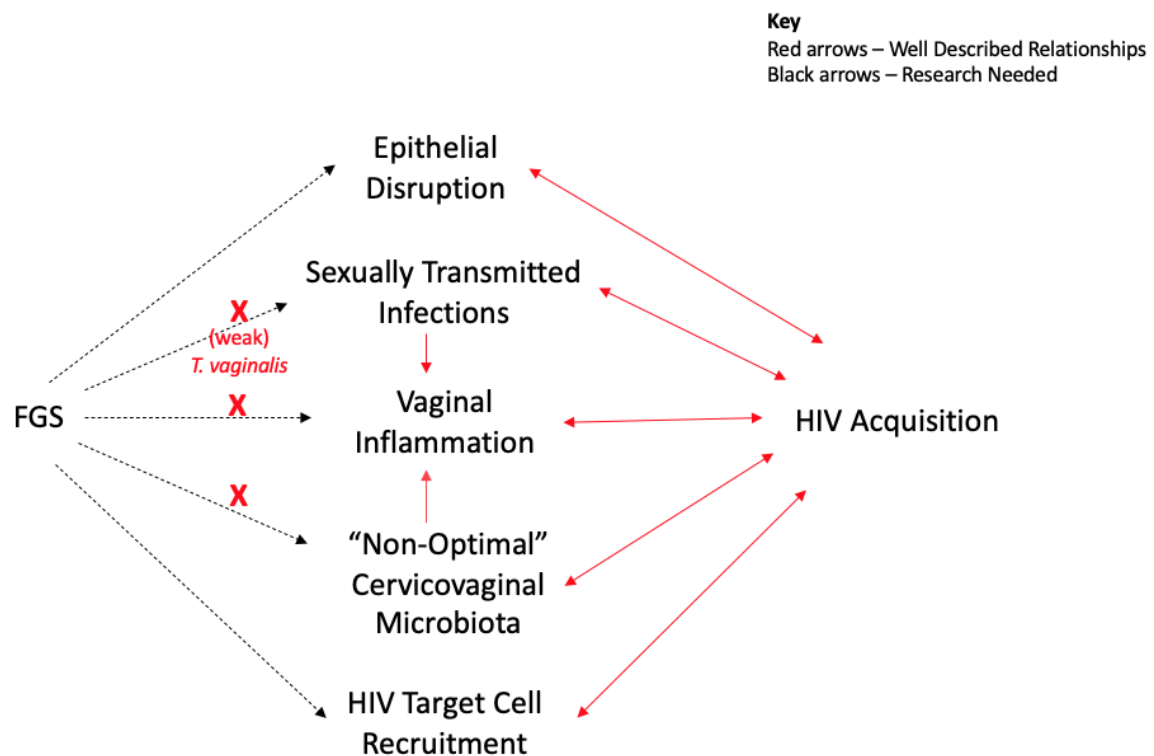 Key
Red arrows – Well Described Relationships
Black arrows – Research Needed
Epithelial
Disruption
Sexually Transmitted
Infections
X
(weak)
T. vaginalis
X
FGS
Vaginal
Inflammation
HIV Acquisition
X
“Non-Optimal”
Cervicovaginal
Microbiota
HIV Target Cell
Recruitment